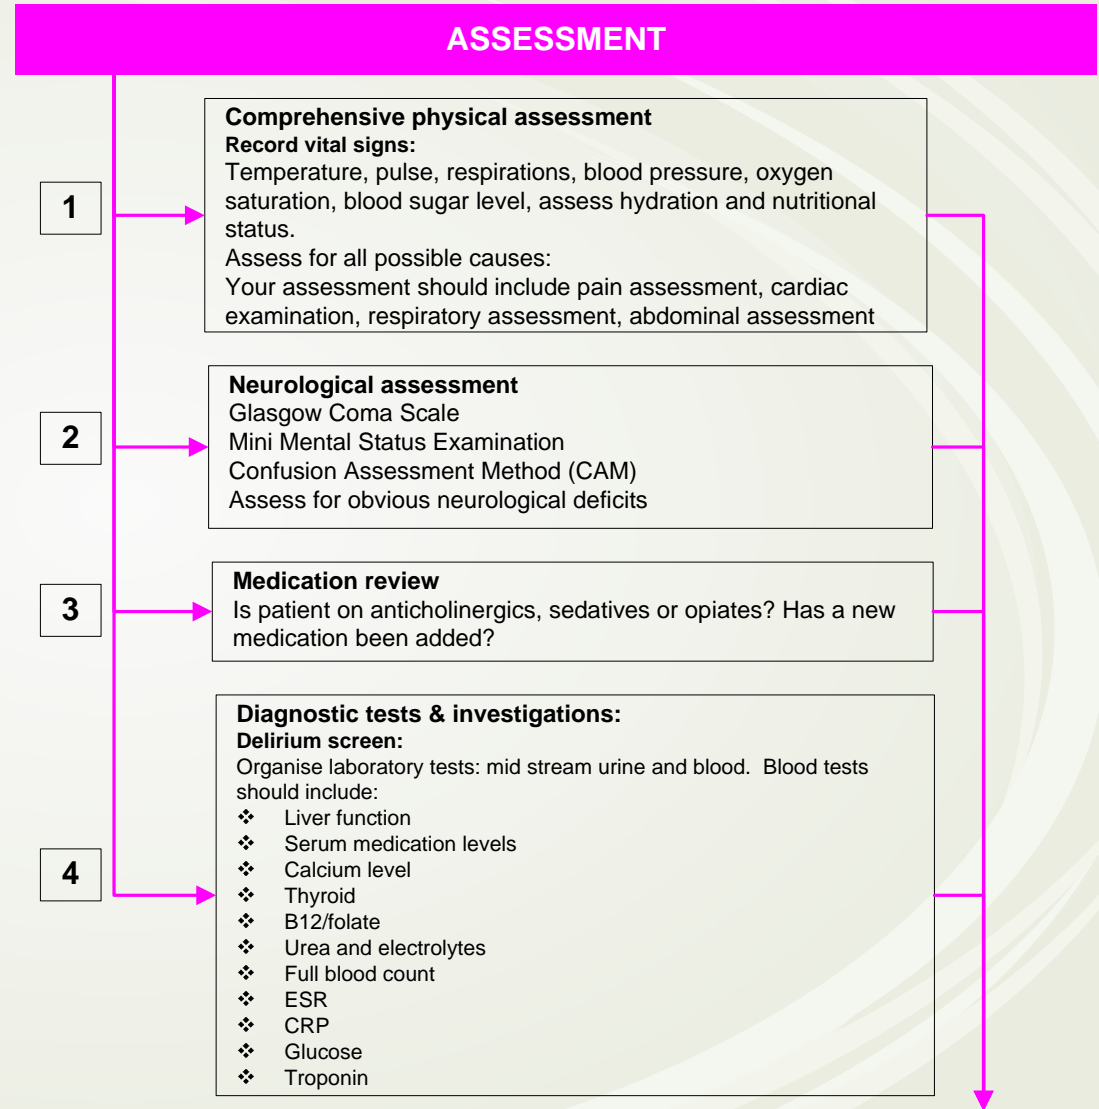 ASSESSMENT
1
Comprehensive physical assessment
Record vital signs:
Temperature, pulse, respirations, blood pressure, oxygen
saturation, blood sugar level, assess hydration and nutritional
status.
Assess for all possible causes:
Your assessment should include pain assessment, cardiac
examination, respiratory assessment, abdominal assessment
2
Neurological assessment
Glasgow Coma Scale
Mini Mental Status Examination
Confusion Assessment Method (CAM)
Assess for obvious neurological deficits
3
Medication review
Is patient on anticholinergics, sedatives or opiates? Has a new
medication been added?
4
Diagnostic tests & investigations:
Delirium screen:
Organise laboratory tests: mid stream urine and blood.  Blood tests
should include:
❖ Liver function
❖ Serum medication levels
❖ Calcium level
❖ Thyroid
❖ B12/folate
❖ Urea and electrolytes
❖ Full blood count
❖ ESR
❖ CRP
❖ Glucose
❖ Troponin